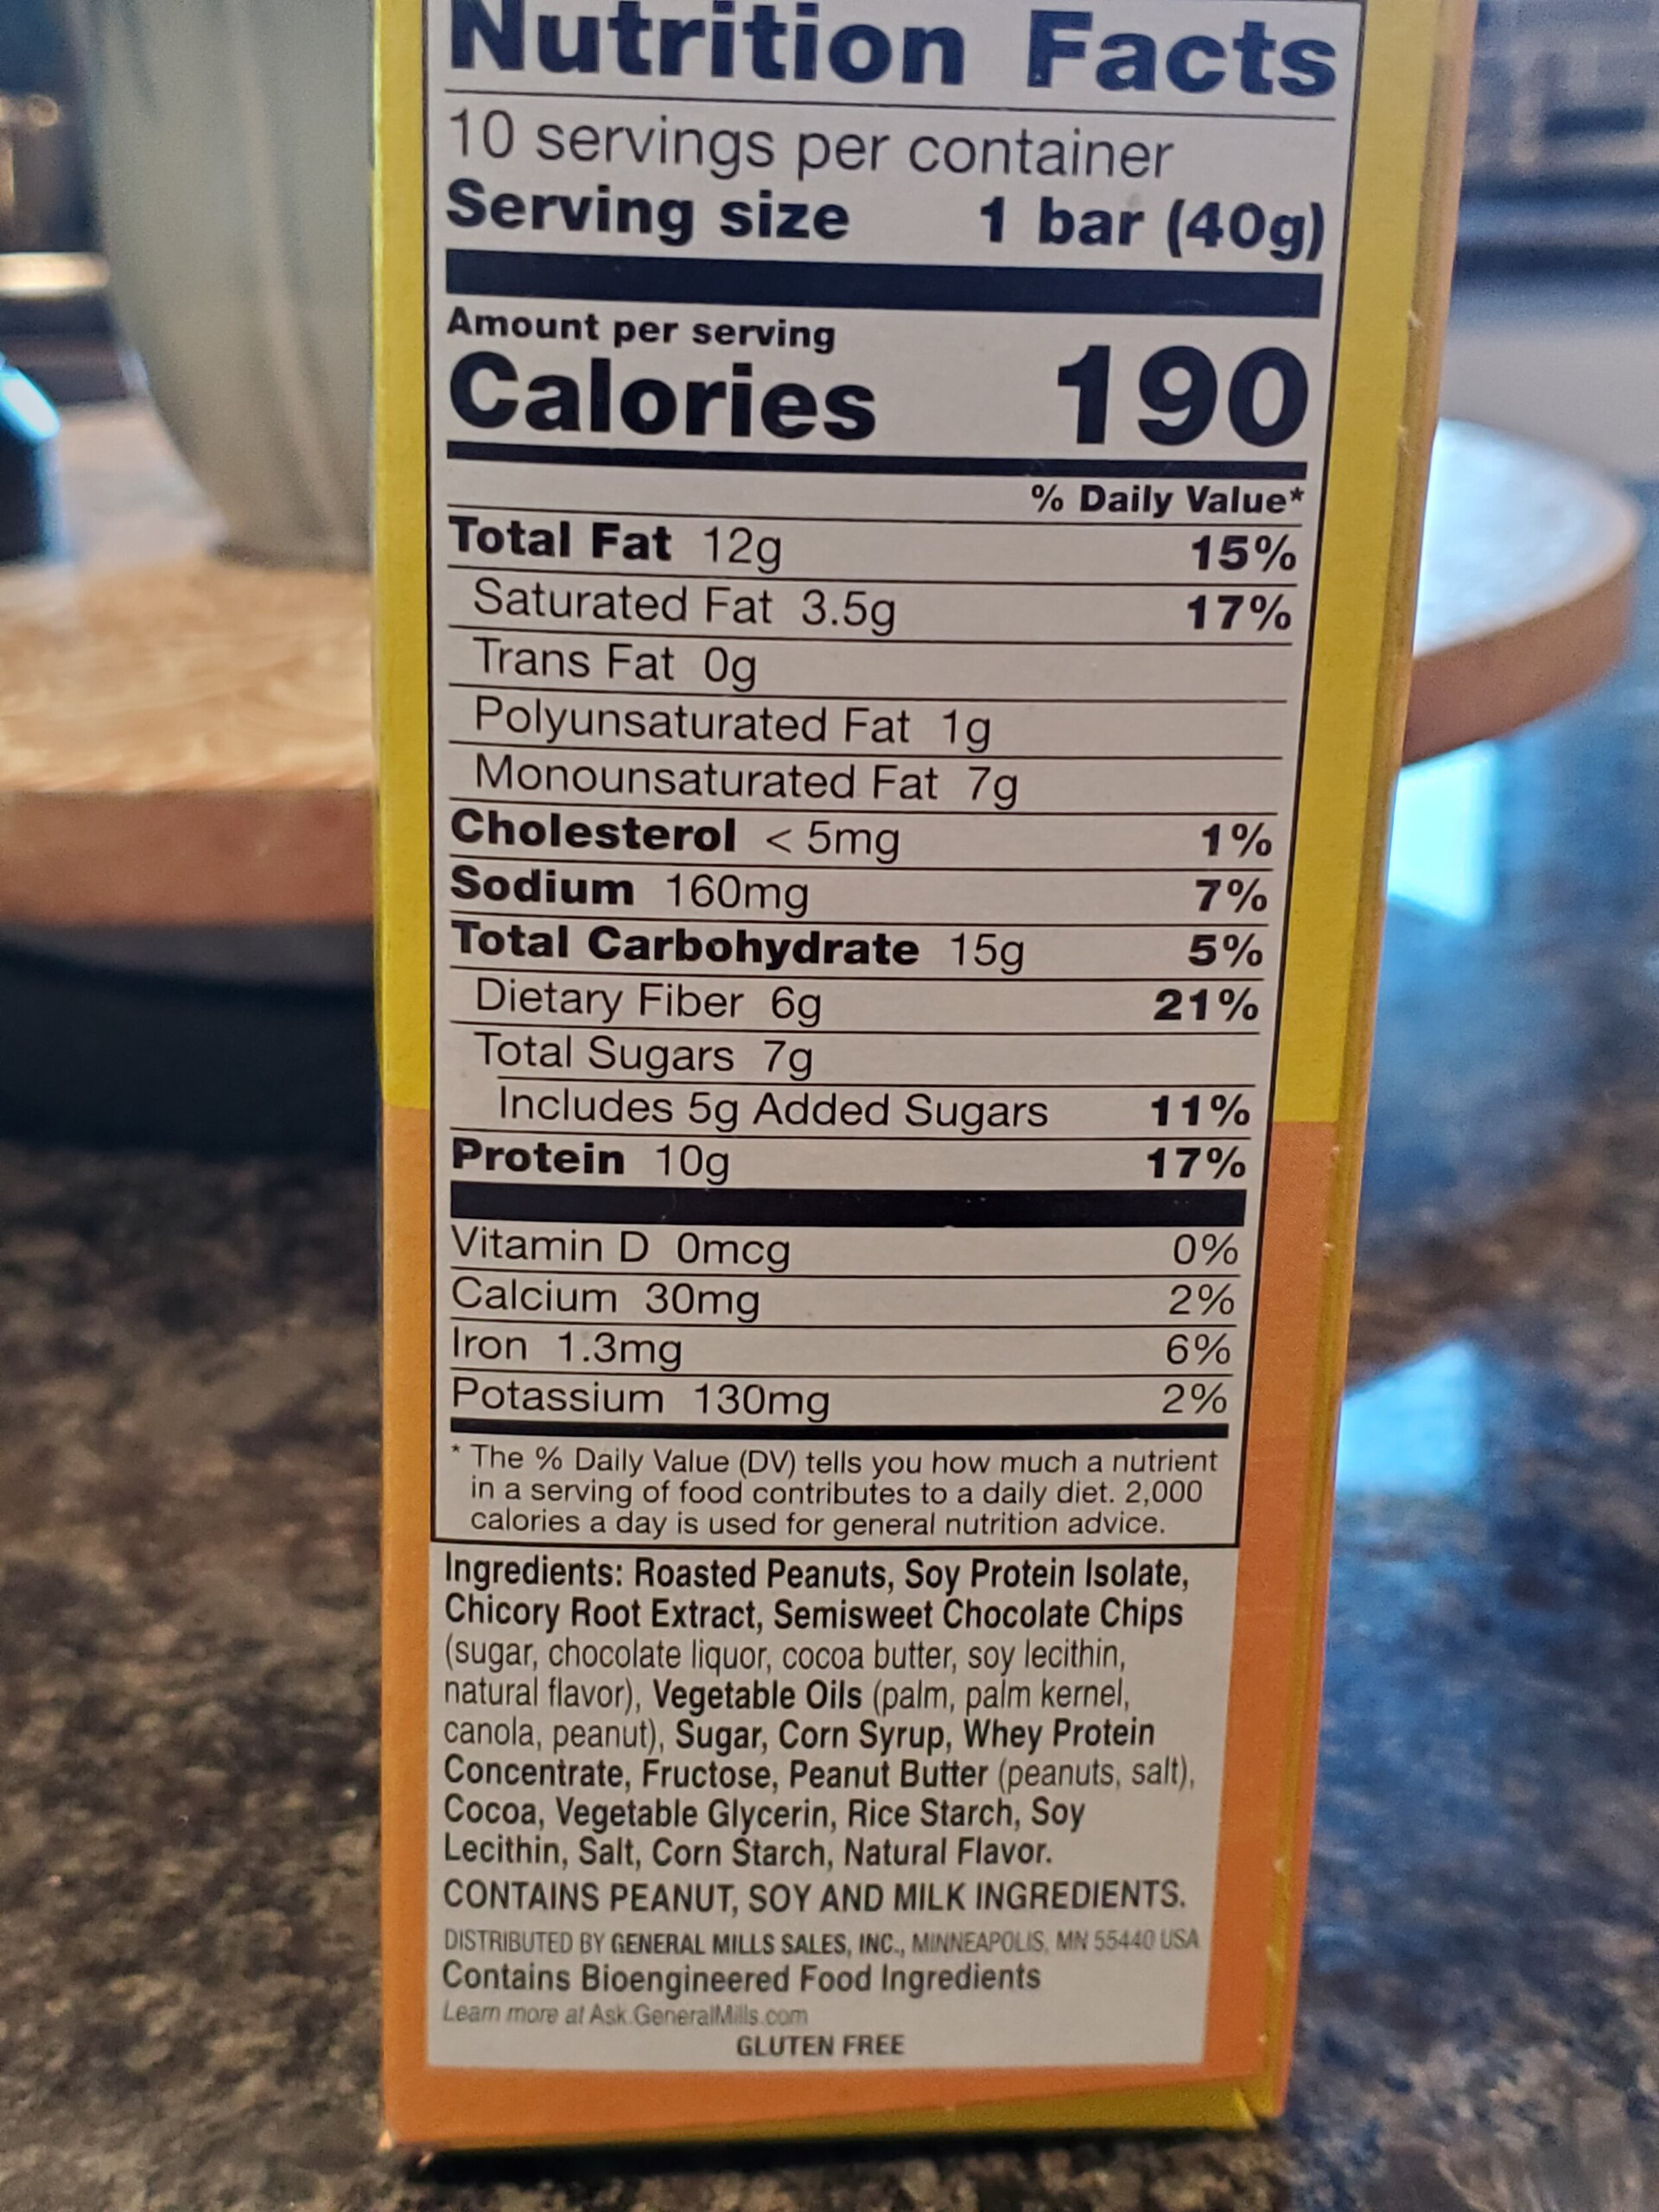 Nutrition Facts
10 servings per container
Serving size 1 bar (40g)
Amount per serving
Calories 190
% Daily Value*
Total Fat 12g 15%
Saturated Fat 3.5g 17%
Trans Fat 0g
Polyunsaturated Fat 1g
Monounsaturated Fat 7g
Cholesterol < 5mg 1%
Sodium 160mg 7%
Total Carbohydrate 15g 5%
Dietary Fiber 6g 21%
Total Sugars 7g
Includes 5g Added Sugars 11%
Protein 10g 17%
Vitamin D 0mcg 0%
Calcium 30mg 2%
Iron 1.3mg 6%
Potassium 130mg 2%
* The % Daily Value (DV) tells you how much a nutrient
in a serving of food contributes to a daily diet. 2,000
calories a day is used for general nutrition advice.
Ingredients: Roasted Peanuts, Soy Protein Isolate,
Chicory Root Extract, Semisweet Chocolate Chips
(sugar, chocolate liquor, cocoa butter, soy lecithin,
natural flavor), Vegetable Oils (palm, palm kernel,
canola, peanut), Sugar, Corn Syrup, Whey Protein
Concentrate, Fructose, Peanut Butter (peanuts, salt),
Cocoa, Vegetable Glycerin, Rice Starch, Soy
Lecithin, Salt, Corn Starch, Natural Flavor.
CONTAINS PEANUT, SOY AND MILK INGREDIENTS.
DISTRIBUTED BY GENERAL MILLS SALES, INC., MINNEAPOLIS, MN 55440 USA
Contains Bioengineered Food Ingredients
Learn more at Ask.GeneralMills.com
GLUTEN FREE